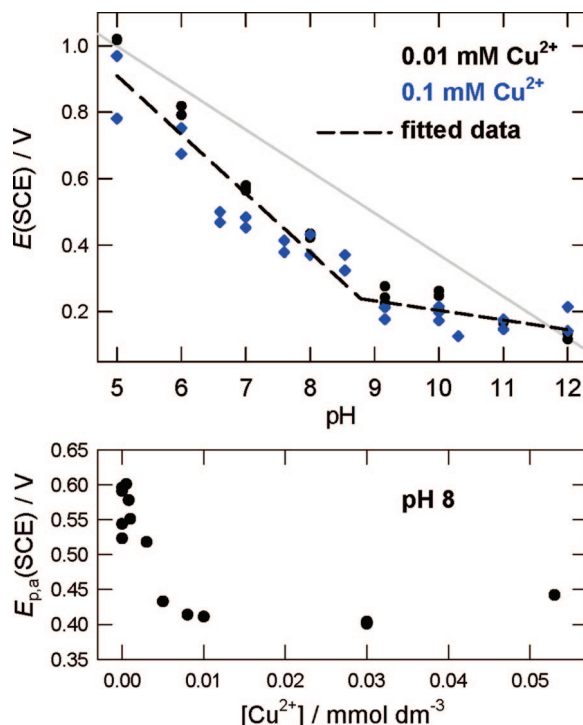 1.0
0.8
0.6
0.4
0.2
E(SCE) / V
0.01 mM Cu²⁺
0.1 mM Cu²⁺
fitted data
5 6 7 8 9 10 11 12
pH
0.65
0.60
0.55
0.50
0.45
0.40
0.35
Eₚ,ₐ(SCE) / V
pH 8
0.00 0.01 0.02 0.03 0.04 0.05
[Cu²⁺] / mmol dm⁻³